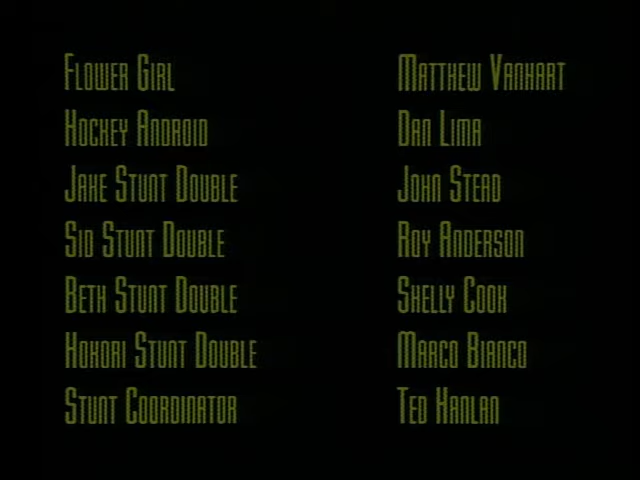 Flower Girl Matthew Vanhart
Hockey Android Dan Lima
Jake Stunt Double John Stead
Sid Stunt Double Roy Anderson
Beth Stunt Double Shelly Cook
Hokori Stunt Double Marco Bianco
Stunt Coordinator Ted Hanlan